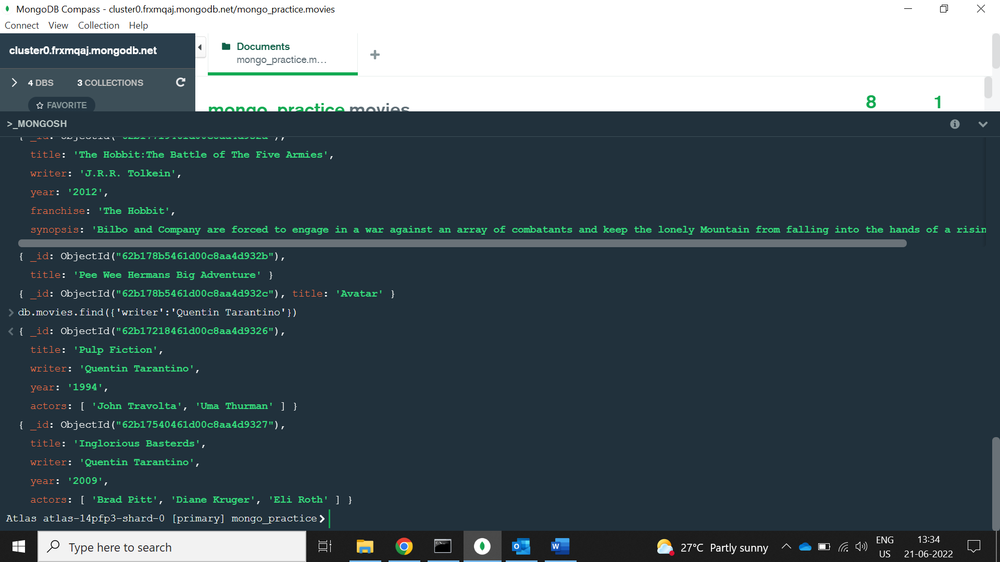 MongoDB Compass - cluster0.frxmqaj.mongodb.net/mongo_practice.movies
Connect View Collection Help
cluster0.frxmqaj.mongodb.net
Documents
mongo_practice.m...
4 DBS 3 COLLECTIONS
FAVORITE
mongo_practice.movies
8 1
>_MONGOSH
title: 'The Hobbit:The Battle of The Five Armies',
writer: 'J.R.R. Tolkein',
year: '2012',
franchise: 'The Hobbit',
synopsis: 'Bilbo and Company are forced to engage in a war against an array of combatants and keep the lonely Mountain from falling into the hands of a risin
{ _id: ObjectId("62b178b5461d00c8aa4d932b"),
title: 'Pee Wee Hermans Big Adventure' }
{ _id: ObjectId("62b178b5461d00c8aa4d932c"), title: 'Avatar' }
> db.movies.find({'writer':'Quentin Tarantino'})
< { _id: ObjectId("62b17218461d00c8aa4d9326"),
title: 'Pulp Fiction',
writer: 'Quentin Tarantino',
year: '1994',
actors: [ 'John Travolta', 'Uma Thurman' ] }
{ _id: ObjectId("62b17540461d00c8aa4d9327"),
title: 'Inglorious Basterds',
writer: 'Quentin Tarantino',
year: '2009',
actors: [ 'Brad Pitt', 'Diane Kruger', 'Eli Roth' ] }
Atlas atlas-14pfp3-shard-0 [primary] mongo_practice>
Type here to search
27°C Partly sunny
ENG
US
13:34
21-06-2022